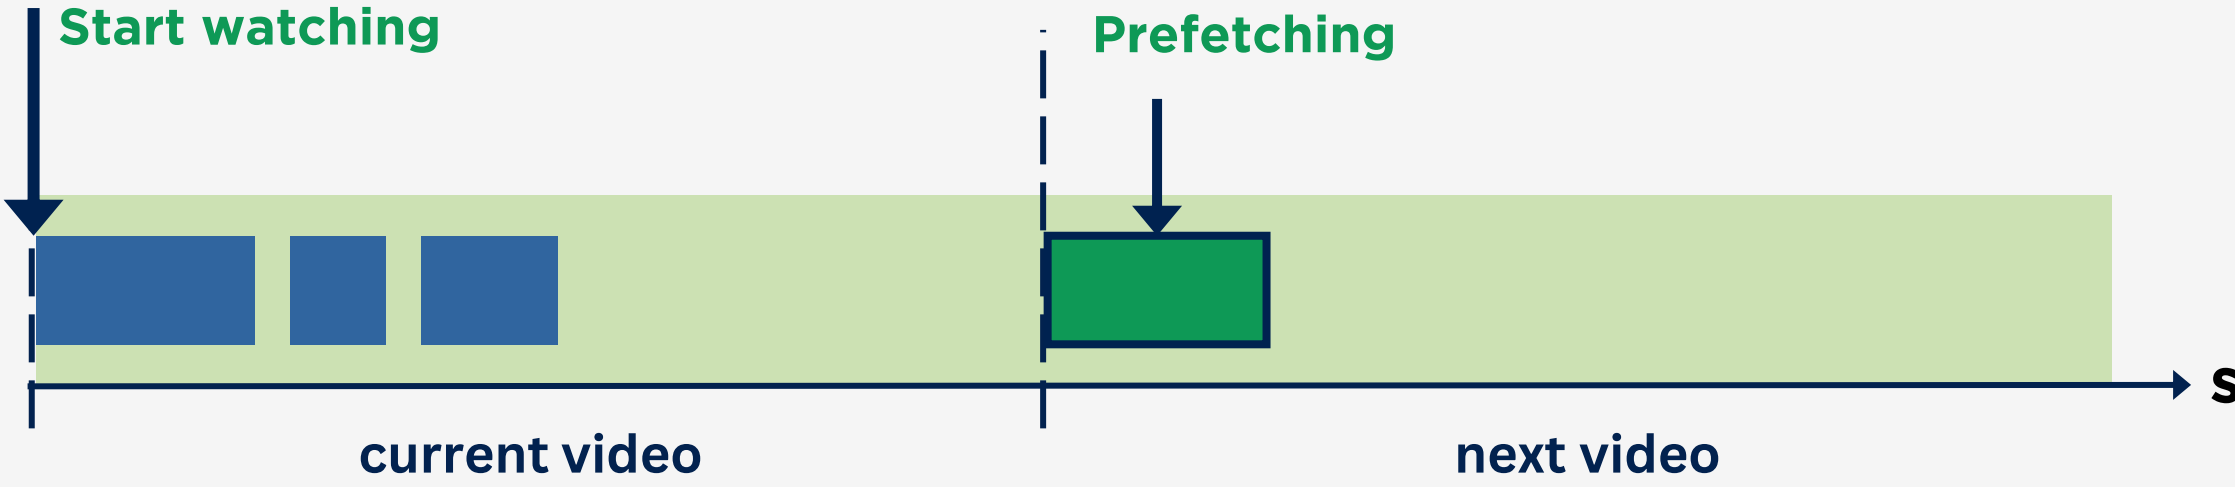 Start watching
Prefetching
current video
next video